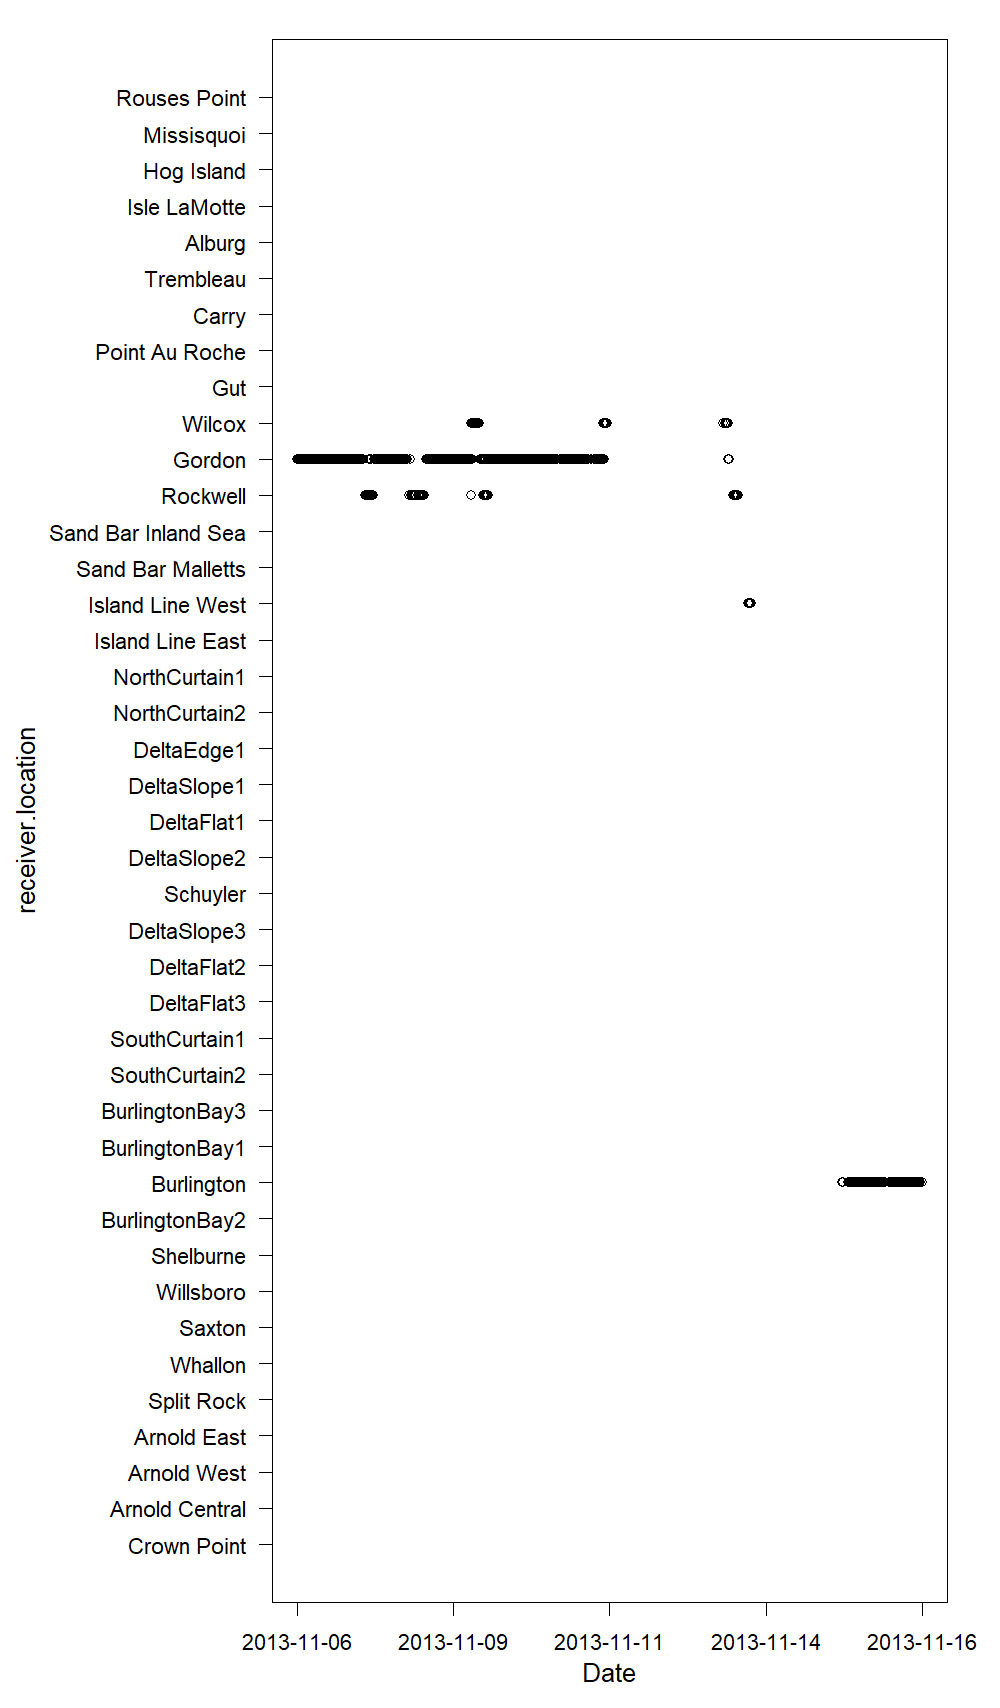 Rouses Point
Missisquoi
Hog Island
Isle LaMotte
Alburg
Trembleau
Carry
Point Au Roche
Gut
Wilcox
Gordon
Rockwell
Sand Bar Inland Sea
Sand Bar Malletts
Island Line West
Island Line East
NorthCurtain1
NorthCurtain2
DeltaEdge1
DeltaSlope1
DeltaFlat1
DeltaSlope2
Schuyler
DeltaSlope3
DeltaFlat2
DeltaFlat3
SouthCurtain1
SouthCurtain2
BurlingtonBay3
BurlingtonBay1
Burlington
BurlingtonBay2
Shelburne
Willsboro
Saxton
Whallon
Split Rock
Arnold East
Arnold West
Arnold Central
Crown Point
receiver.location
2013-11-06 2013-11-09 2013-11-11 2013-11-14 2013-11-16
Date